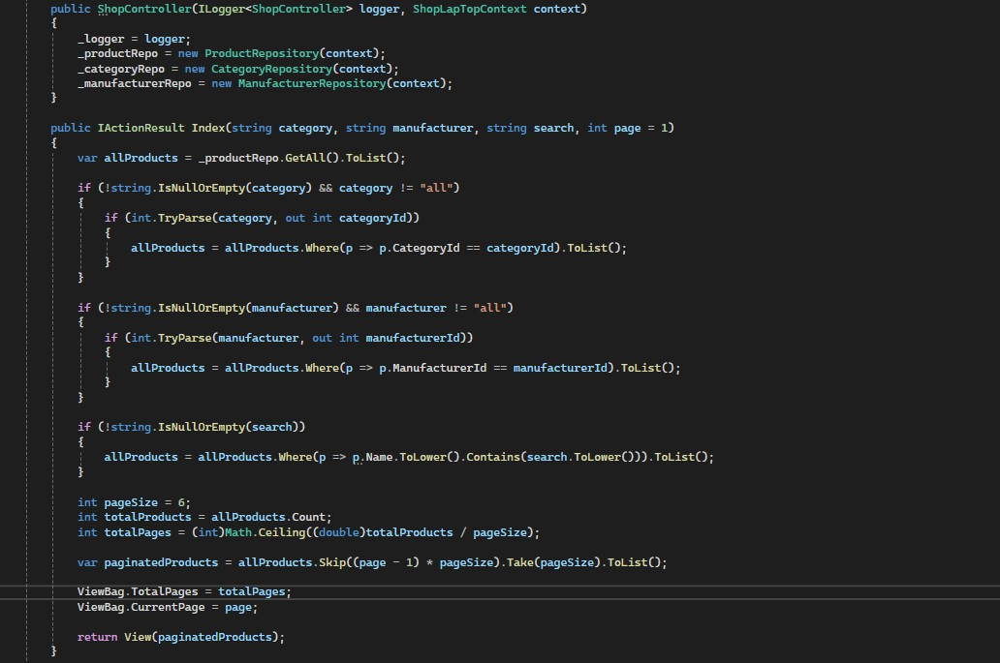 public ShopController(ILogger<ShopController> logger, ShopLapTopContext context)
{
    _logger = logger;
    _productRepo = new ProductRepository(context);
    _categoryRepo = new CategoryRepository(context);
    _manufacturerRepo = new ManufacturerRepository(context);
}
public IActionResult Index(string category, string manufacturer, string search, int page = 1)
{
    var allProducts = _productRepo.GetAll().ToList();
    if (!string.IsNullOrEmpty(category) && category != "all")
    {
        if (int.TryParse(category, out int categoryId))
        {
            allProducts = allProducts.Where(p => p.CategoryId == categoryId).ToList();
        }
    }
    if (!string.IsNullOrEmpty(manufacturer) && manufacturer != "all")
    {
        if (int.TryParse(manufacturer, out int manufacturerId))
        {
            allProducts = allProducts.Where(p => p.ManufacturerId == manufacturerId).ToList();
        }
    }
    if (!string.IsNullOrEmpty(search))
    {
        allProducts = allProducts.Where(p => p.Name.ToLower().Contains(search.ToLower())).ToList();
    }
    int pageSize = 6;
    int totalProducts = allProducts.Count;
    int totalPages = (int)Math.Ceiling((double)totalProducts / pageSize);
    var paginatedProducts = allProducts.Skip((page - 1) * pageSize).Take(pageSize).ToList();
    ViewBag.TotalPages = totalPages;
    ViewBag.CurrentPage = page;
    return View(paginatedProducts);
}